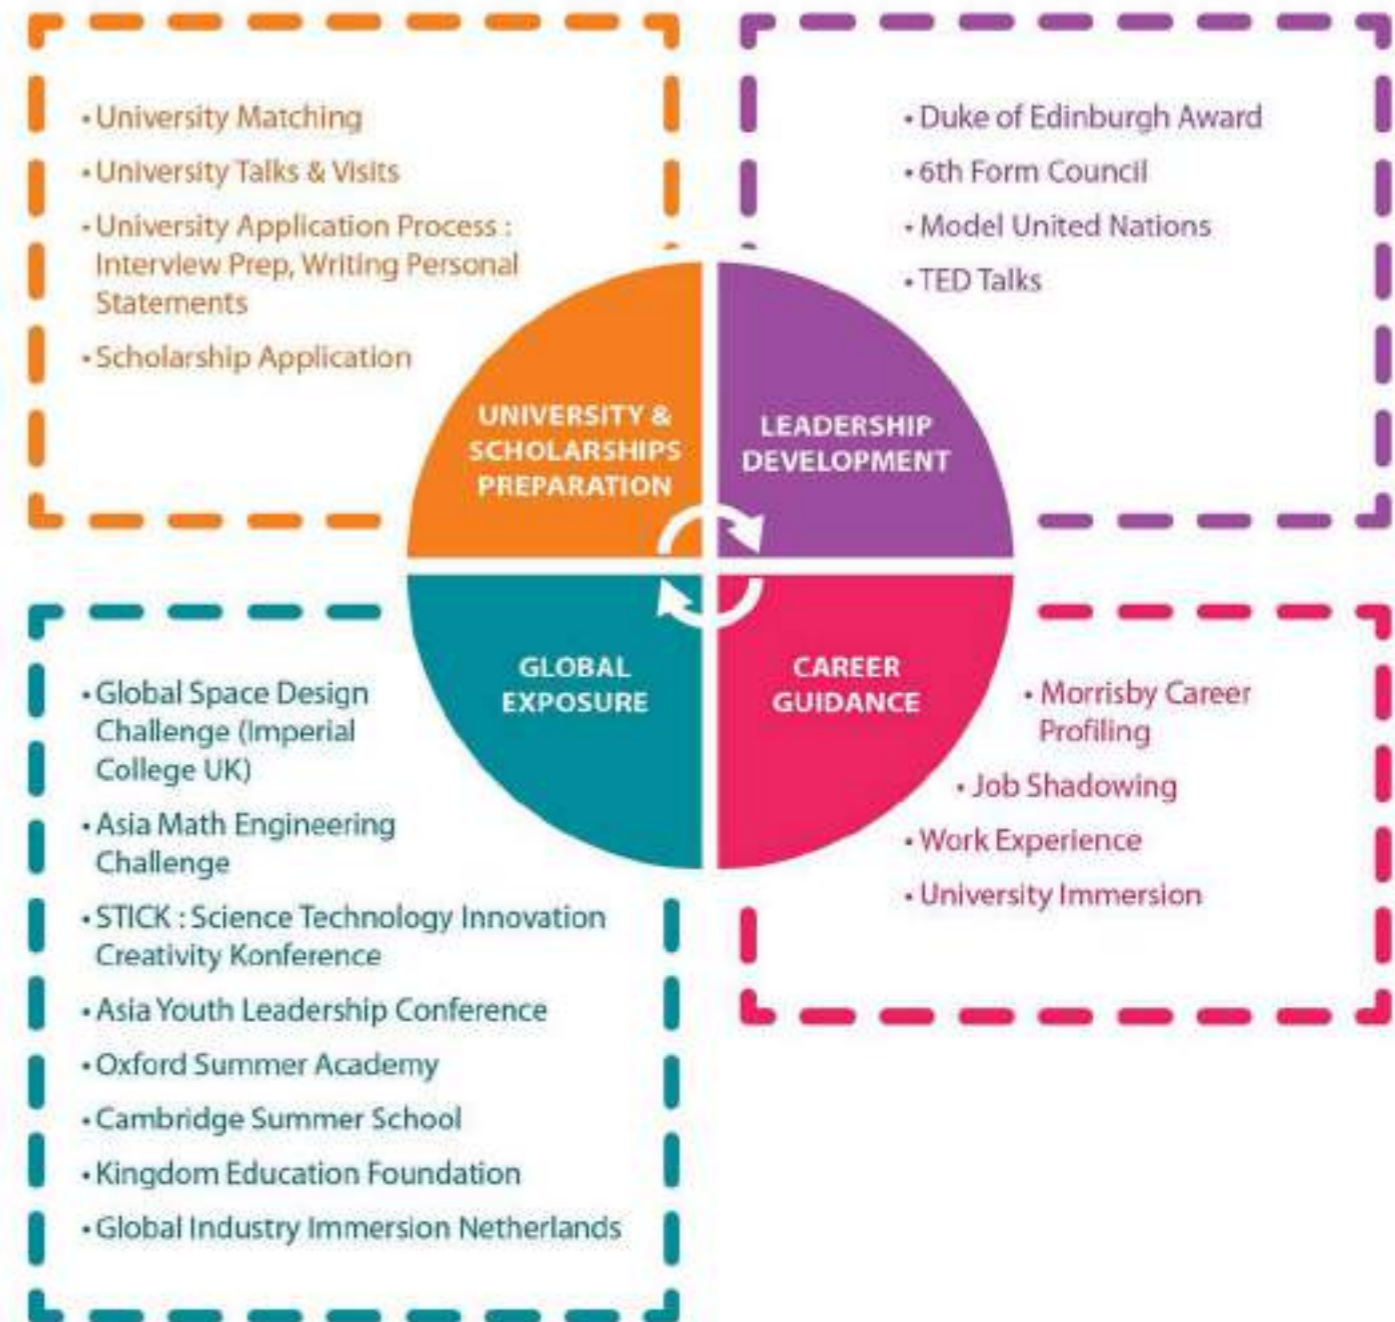 • University Matching
• University Talks & Visits
• University Application Process :
Interview Prep, Writing Personal
Statements
• Scholarship Application
UNIVERSITY &
SCHOLARSHIPS
PREPARATION
• Duke of Edinburgh Award
• 6th Form Council
• Model United Nations
• TED Talks
LEADERSHIP
DEVELOPMENT
GLOBAL
EXPOSURE
• Global Space Design
Challenge (Imperial
College UK)
• Asia Math Engineering
Challenge
• STICK : Science Technology Innovation
Creativity Konference
• Asia Youth Leadership Conference
• Oxford Summer Academy
• Cambridge Summer School
• Kingdom Education Foundation
• Global Industry Immersion Netherlands
CAREER
GUIDANCE
• Morrisby Career
Profiling
• Job Shadowing
• Work Experience
• University Immersion